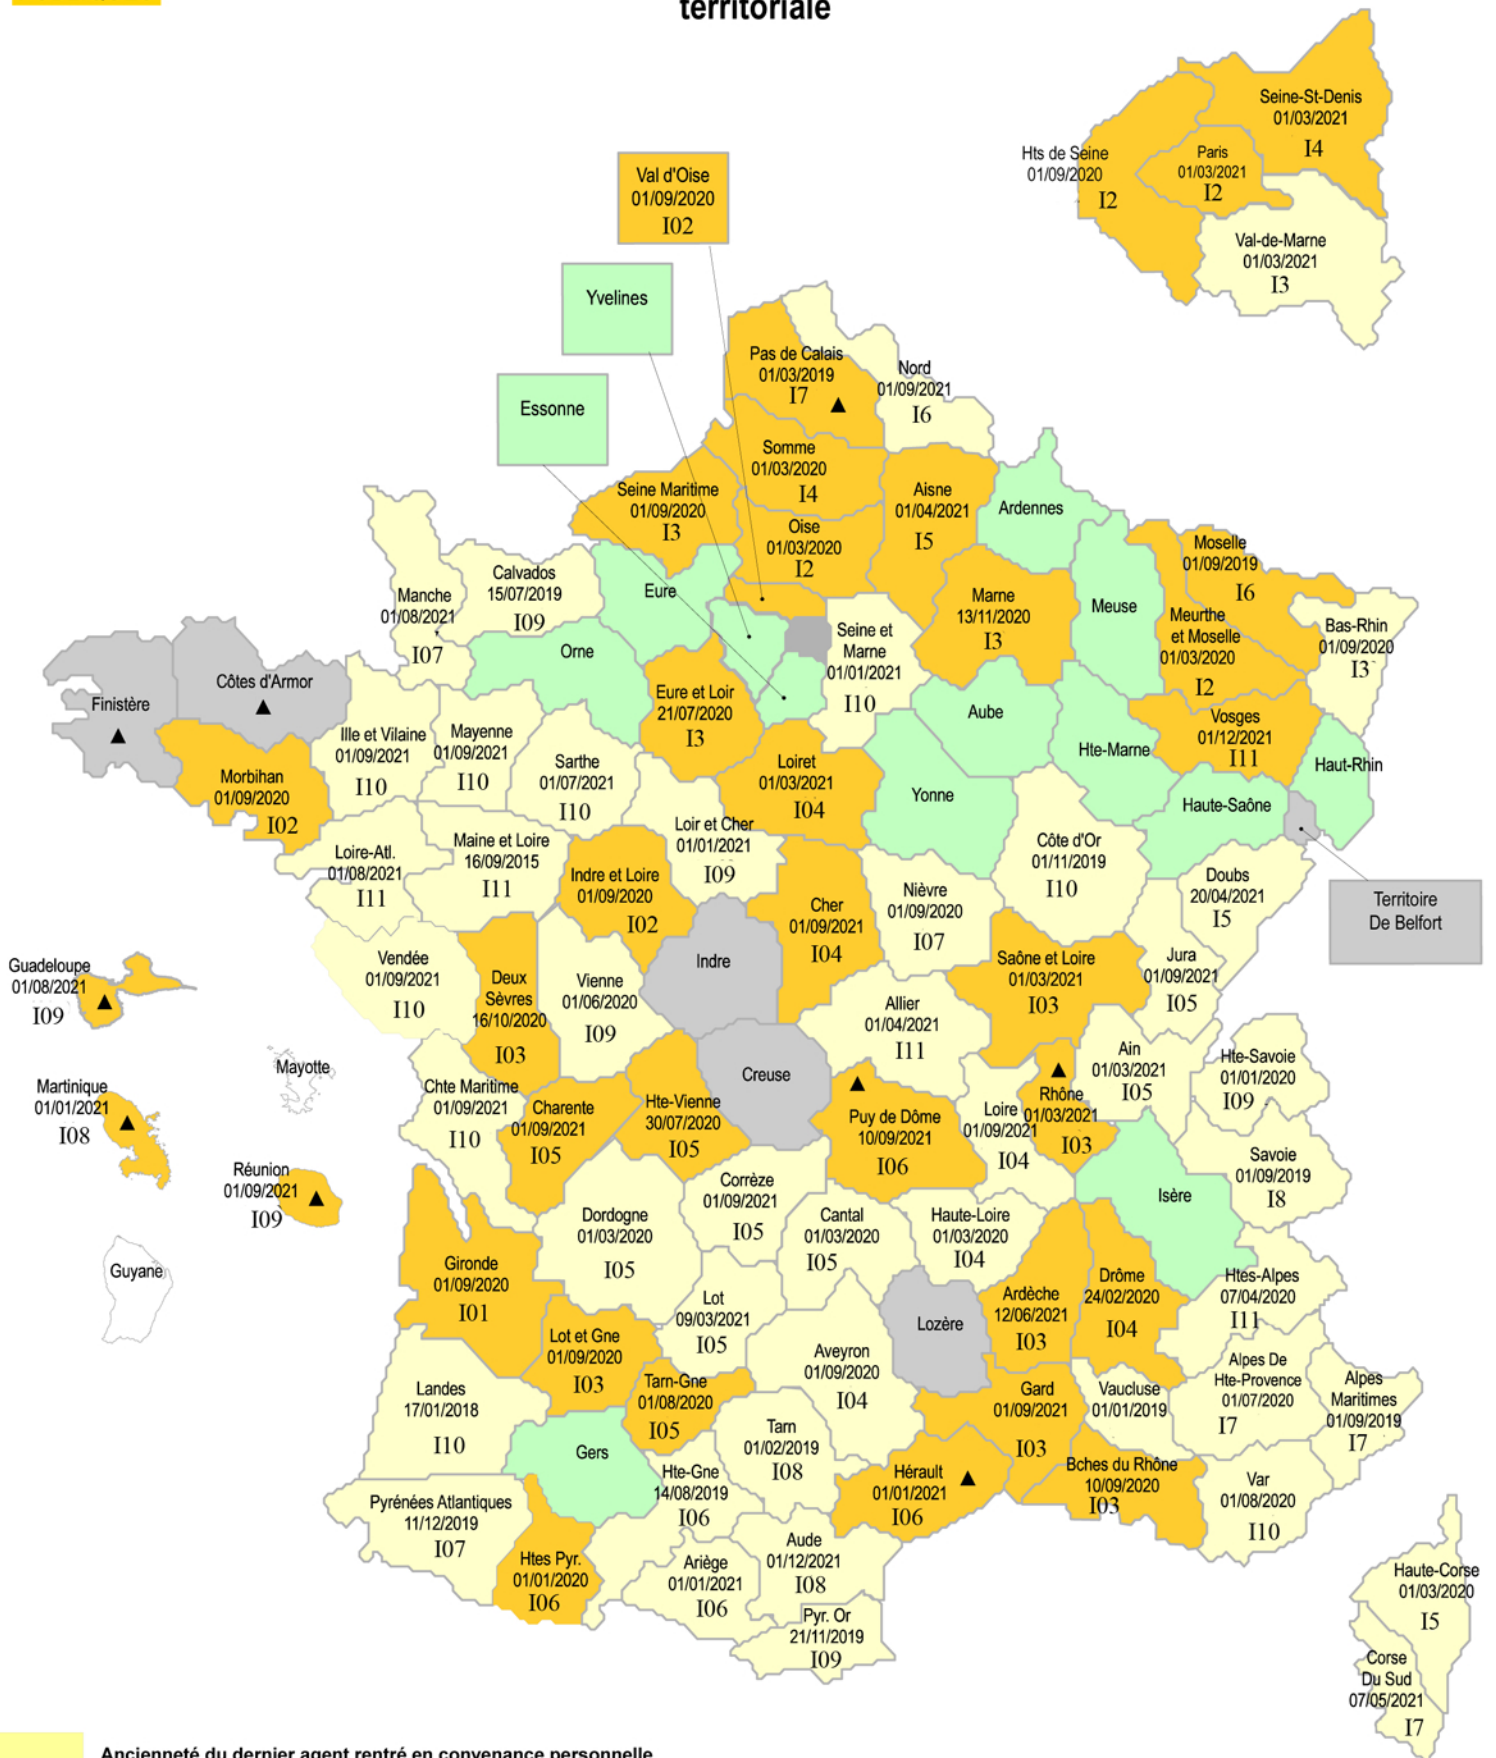 territoriale
Seine-St-Denis
01/03/2021
I4
Hts de Seine
01/09/2020
I2
Paris
01/03/2021
I2
Val-de-Marne
01/03/2021
I3
Val d'Oise
01/09/2020
I02
Yvelines
Essonne
Pas de Calais
01/03/2019
I7
Nord
01/09/2021
I6
Somme
01/03/2020
I4
Seine Maritime
01/09/2020
I3
Aisne
01/04/2021
I5
Oise
01/03/2020
I2
Ardennes
Moselle
01/09/2019
I6
Manche
01/08/2021
I07
Calvados
15/07/2019
I09
Eure
Orne
Seine et
Marne
01/01/2021
I10
Marne
13/11/2020
I3
Meuse
Meurthe
et Moselle
01/03/2020
I2
Bas-Rhin
01/09/2020
I3
Finistère
Côtes d'Armor
Morbihan
01/09/2020
I02
Ille et Vilaine
01/09/2021
I10
Mayenne
01/09/2021
I10
Sarthe
01/07/2021
I10
Eure et Loir
21/07/2020
I3
Loiret
01/03/2021
I04
Yonne
Aube
Hte-Marne
Vosges
01/12/2021
I11
Haut-Rhin
Haute-Saône
Territoire
De Belfort
Loire-Atl.
01/08/2021
I11
Maine et Loire
16/09/2015
I11
Indre et Loire
01/09/2020
I02
Loir et Cher
01/01/2021
I09
Cher
01/09/2021
I04
Nièvre
01/09/2020
I07
Côte d'Or
01/11/2019
I10
Doubs
20/04/2021
I5
Jura
01/09/2021
I05
Saône et Loire
01/03/2021
I03
Vendée
01/09/2021
I10
Deux
Sèvres
16/10/2020
I03
Vienne
01/06/2020
I09
Indre
Allier
01/04/2021
I11
Guadeloupe
01/08/2021
I09
Martinique
01/01/2021
I08
Mayotte
Réunion
01/09/2021
I09
Guyane
Chte Maritime
01/09/2021
I10
Charente
01/09/2021
I05
Hte-Vienne
30/07/2020
I05
Creuse
Puy de Dôme
10/09/2021
I06
Loire
01/09/2021
I04
Rhône
01/03/2021
I03
Ain
01/03/2021
I05
Hte-Savoie
01/01/2020
I09
Savoie
01/09/2019
I8
Isère
Gironde
01/09/2020
I01
Dordogne
01/03/2020
I05
Corrèze
01/09/2021
I05
Cantal
01/03/2020
I05
Haute-Loire
01/03/2020
I04
Lot
09/03/2021
I05
Lozère
Ardèche
12/06/2021
I03
Drôme
24/02/2020
I04
Htes-Alpes
07/04/2020
I11
Lot et Gne
01/09/2020
I03
Tarn-Gne
01/08/2020
I05
Aveyron
01/09/2020
I04
Gard
01/09/2021
I03
Vaucluse
01/01/2019
Alpes De
Hte-Provence
01/07/2020
I7
Alpes
Maritimes
01/09/2019
I7
Landes
17/01/2018
I10
Gers
Tarn
01/02/2019
I08
Hte-Gne
14/08/2019
I06
Hérault
01/01/2021
I06
Bches du Rhône
10/09/2020
I03
Var
01/08/2020
I10
Pyrénées Atlantiques
11/12/2019
I07
Htes Pyr.
01/01/2020
I06
Ariège
01/01/2021
I06
Aude
01/12/2021
I08
Pyr. Or
21/11/2019
I09
Haute-Corse
01/03/2020
I5
Corse
Du Sud
07/05/2021
I7
Ancienneté du dernier agent rentré en convenance personnelle